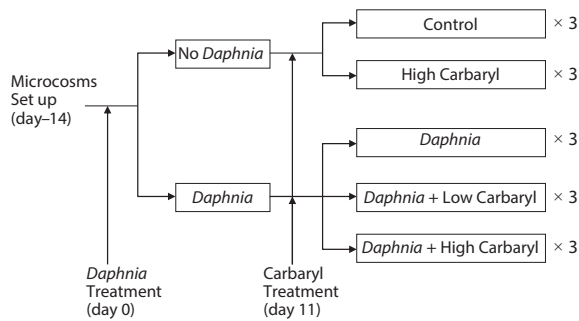 Microcosms
Set up
(day–14)
No Daphnia
Daphnia
Control × 3
High Carbaryl × 3
Daphnia × 3
Daphnia + Low Carbaryl × 3
Daphnia + High Carbaryl × 3
Daphnia
Treatment
(day 0)
Carbaryl
Treatment
(day 11)